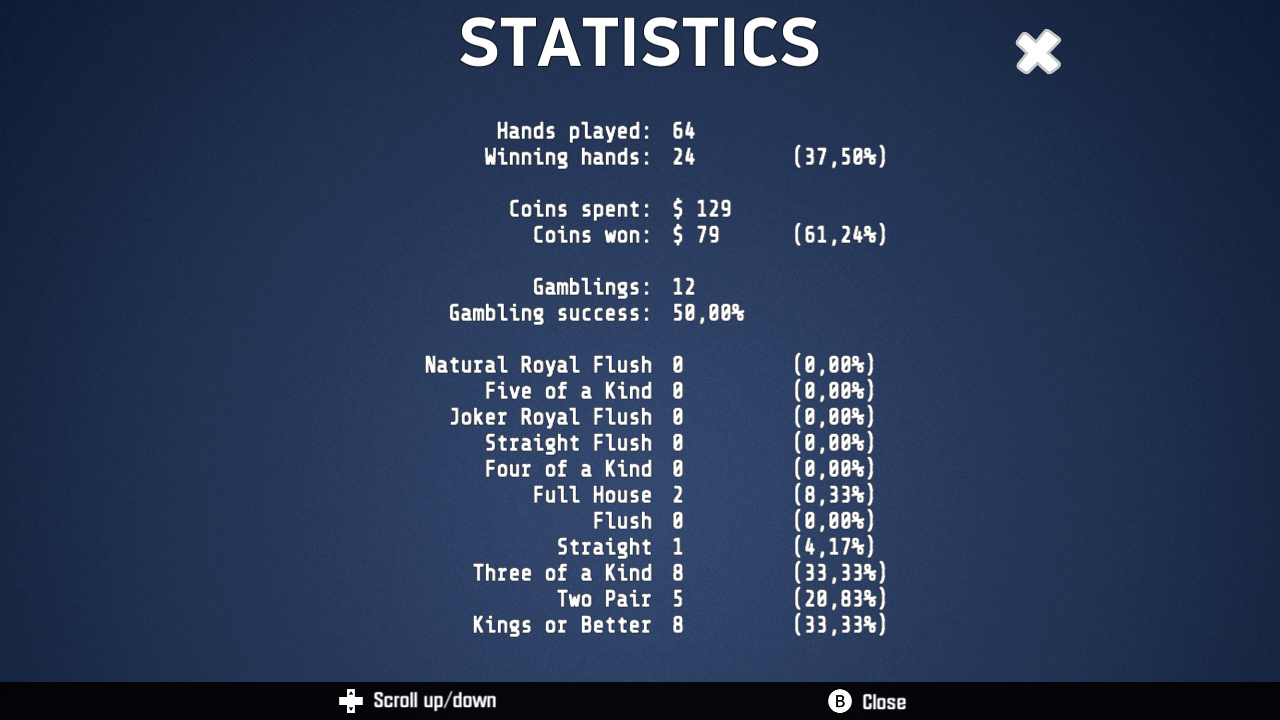 STATISTICS
Hands played: 64
Winning hands: 24 (37,50%)
Coins spent: $ 129
Coins won: $ 79 (61,24%)
Gamblings: 12
Gambling success: 50,00%
Natural Royal Flush 0 (0,00%)
Five of a Kind 0 (0,00%)
Joker Royal Flush 0 (0,00%)
Straight Flush 0 (0,00%)
Four of a Kind 0 (0,00%)
Full House 2 (8,33%)
Flush 0 (0,00%)
Straight 1 (4,17%)
Three of a Kind 8 (33,33%)
Two Pair 5 (20,83%)
Kings or Better 8 (33,33%)
Scroll up/down B Close